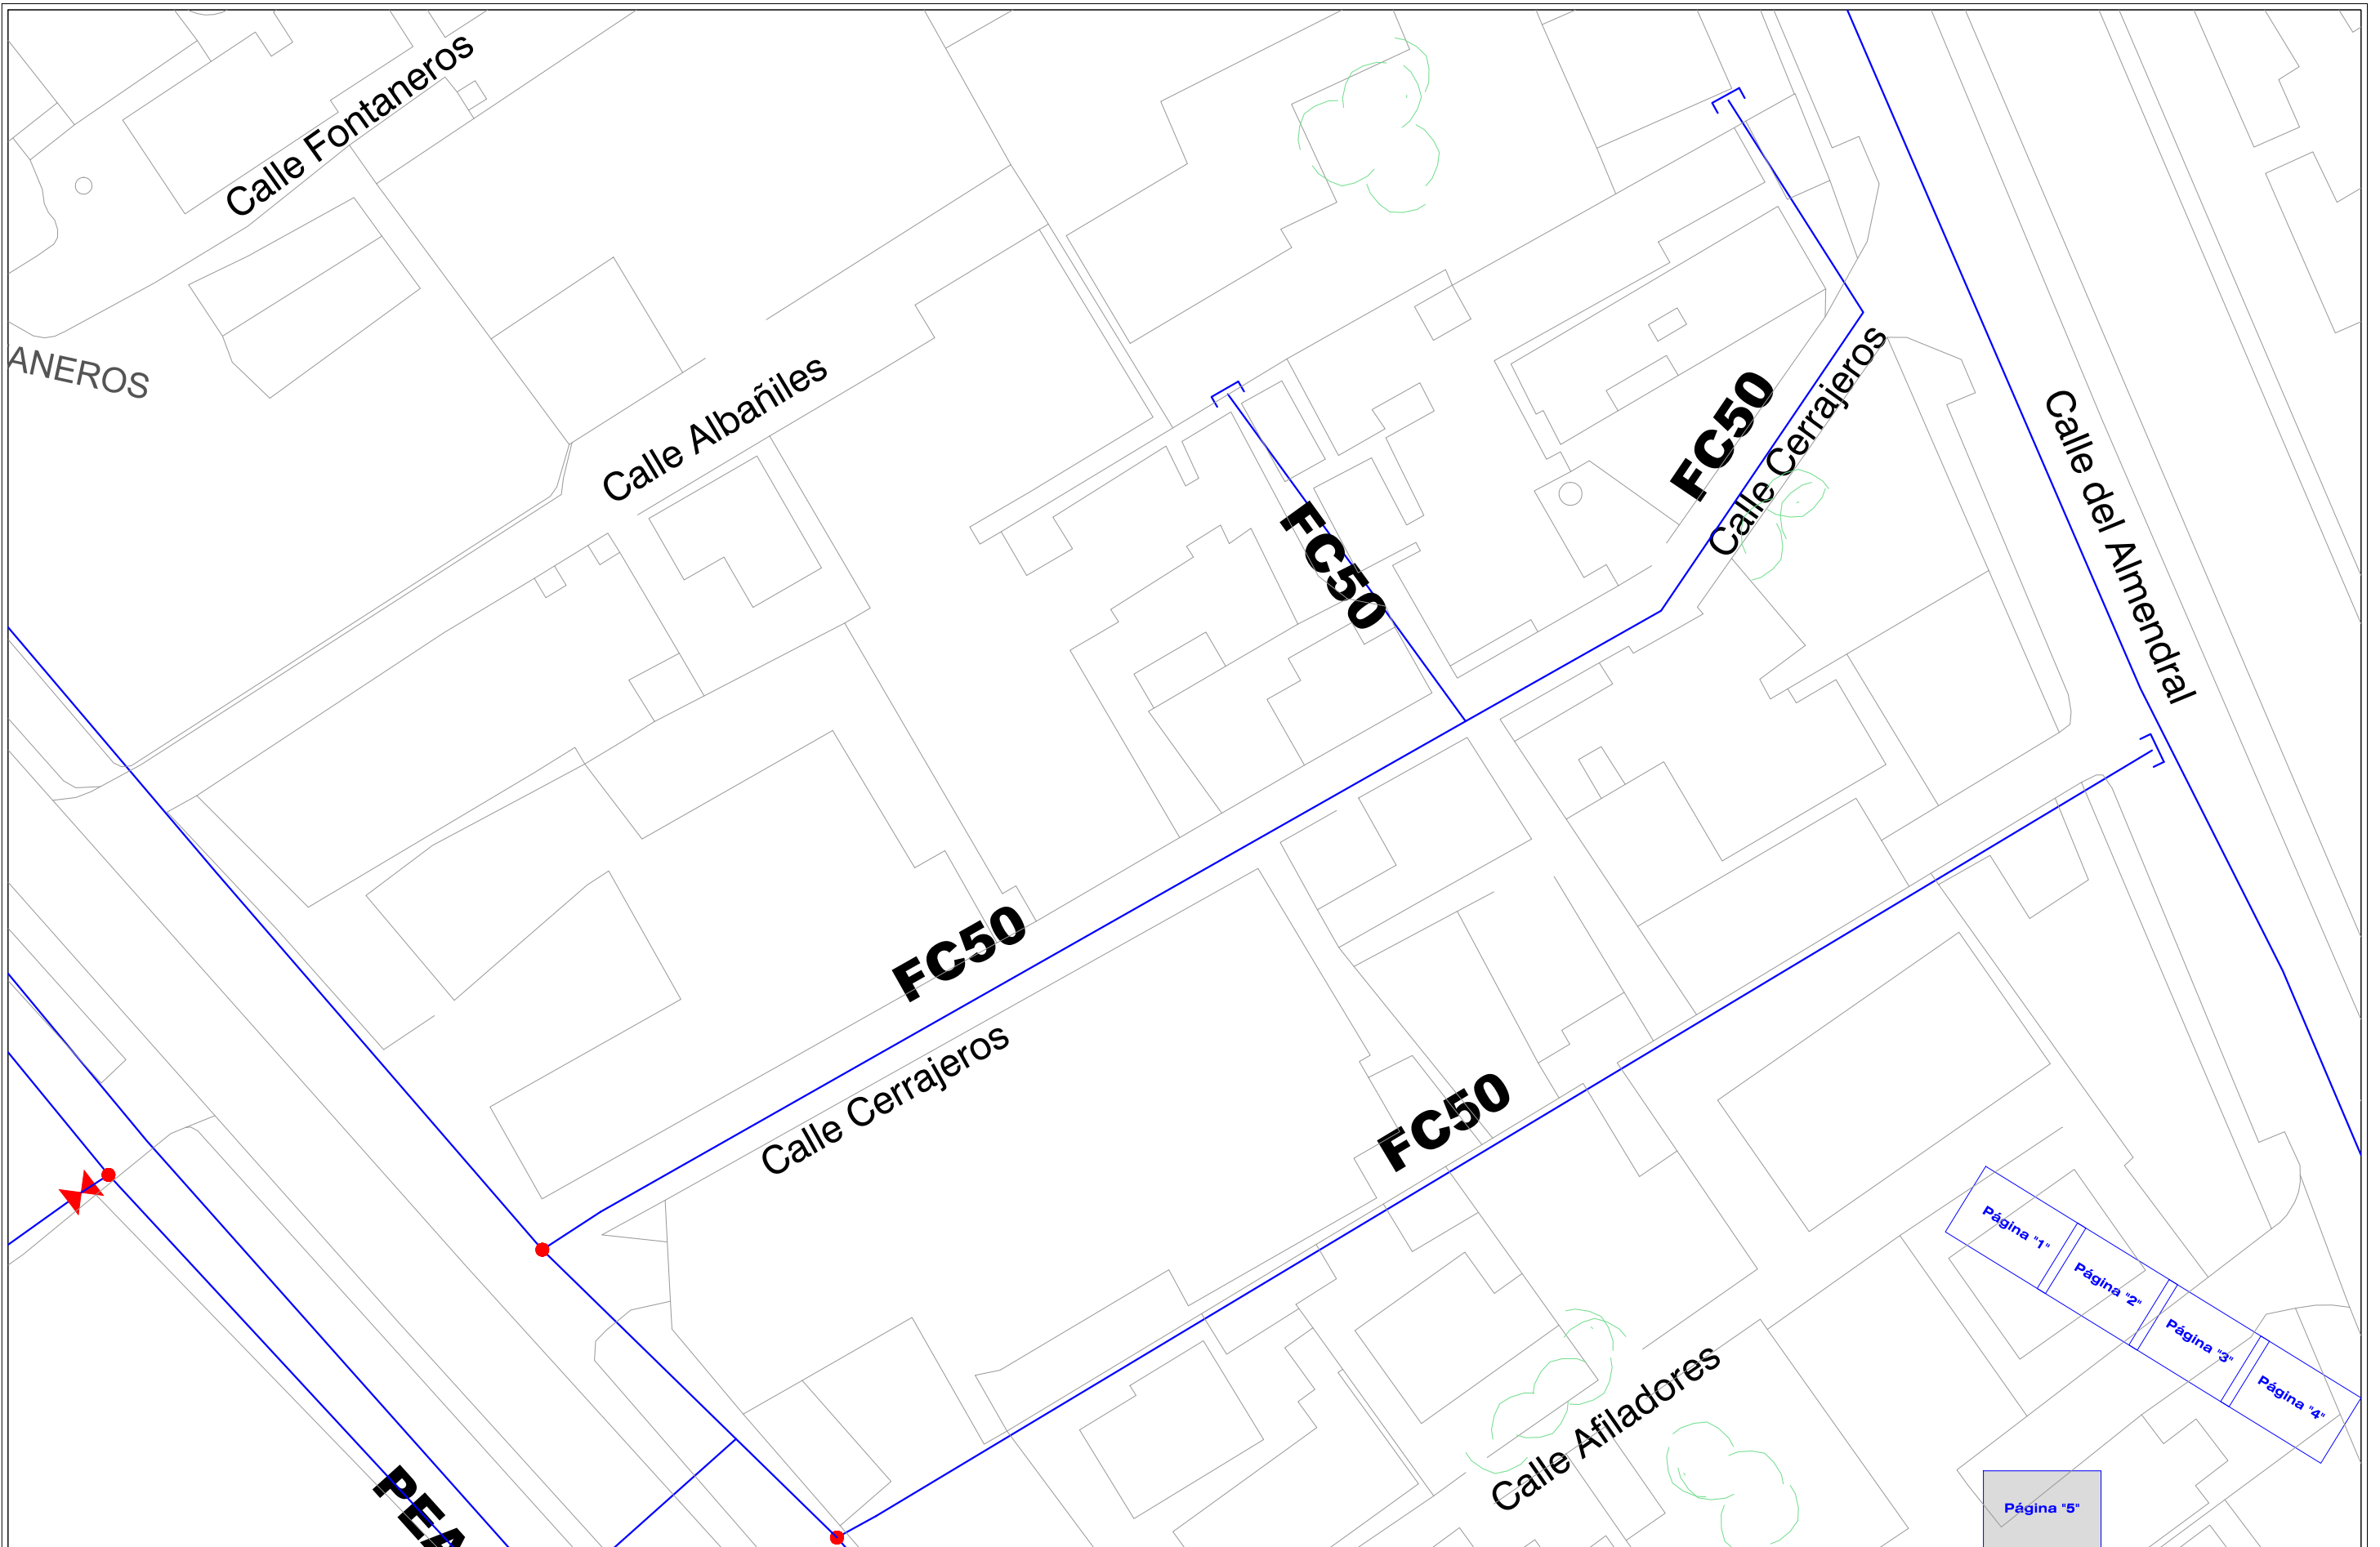 Calle Fontaneros
ANEROS
Calle Albañiles
FC50
Calle Cerrajeros
Calle del Almendral
FC50
FC50
Calle Cerrajeros
FC50
Calle Afiladores
Página "1"
Página "2"
Página "3"
Página "4"
Página "5"
PEA